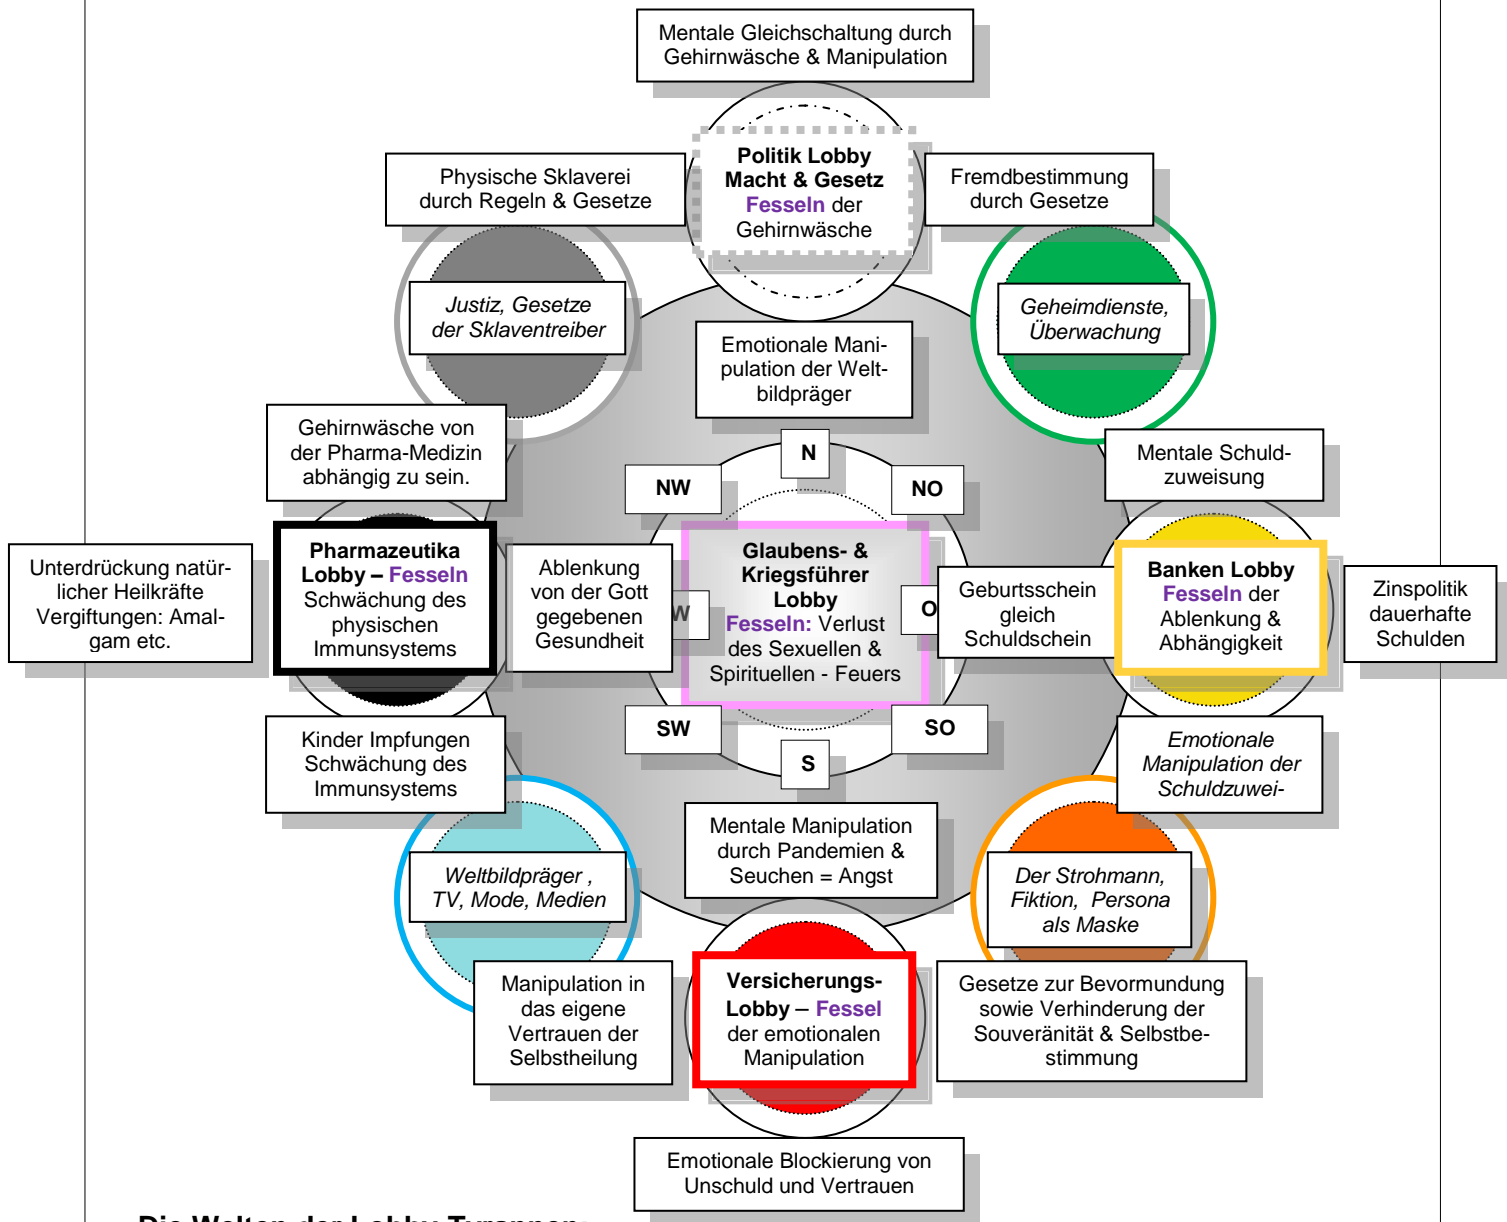 Mentale Gleichschaltung durch
Gehirnwäsche & Manipulation
Politik Lobby
Macht & Gesetz
Fesseln der
Gehirnwäsche
Physische Sklaverei
durch Regeln & Gesetze
Fremdbestimmung
durch Gesetze
Justiz, Gesetze
der Sklaventreiber
Geheimdienste,
Überwachung
Emotionale Mani-
pulation der Welt-
bildpräger
Gehirnwäsche von
der Pharma-Medizin
abhängig zu sein.
N
NW
NO
Mentale Schuld-
zuweisung
Unterdrückung natür-
licher Heilkräfte
Vergiftungen: Amal-
gam etc.
Pharmazeutika
Lobby – Fesseln
Schwächung des
physischen
Immunsystems
Ablenkung
von der Gott
gegebenen
Gesundheit
W
Glaubens- &
Kriegsführer
Lobby
Fesseln: Verlust
des Sexuellen &
Spirituellen - Feuers
O
Geburtsschein
gleich
Schuldschein
Banken Lobby
Fesseln der
Ablenkung &
Abhängigkeit
Zinspolitik
dauerhafte
Schulden
SW
SO
S
Kinder Impfungen
Schwächung des
Immunsystems
Emotionale
Manipulation der
Schuldzuwei-
Mentale Manipulation
durch Pandemien &
Seuchen = Angst
Weltbildpräger ,
TV, Mode, Medien
Der Strohmann,
Fiktion, Persona
als Maske
Manipulation in
das eigene
Vertrauen der
Selbstheilung
Versicherungs-
Lobby – Fessel
der emotionalen
Manipulation
Gesetze zur Bevormundung
sowie Verhinderung der
Souveränität & Selbstbe-
stimmung
Emotionale Blockierung von
Unschuld und Vertrauen
Die Welten der Lobby Tyrannen: